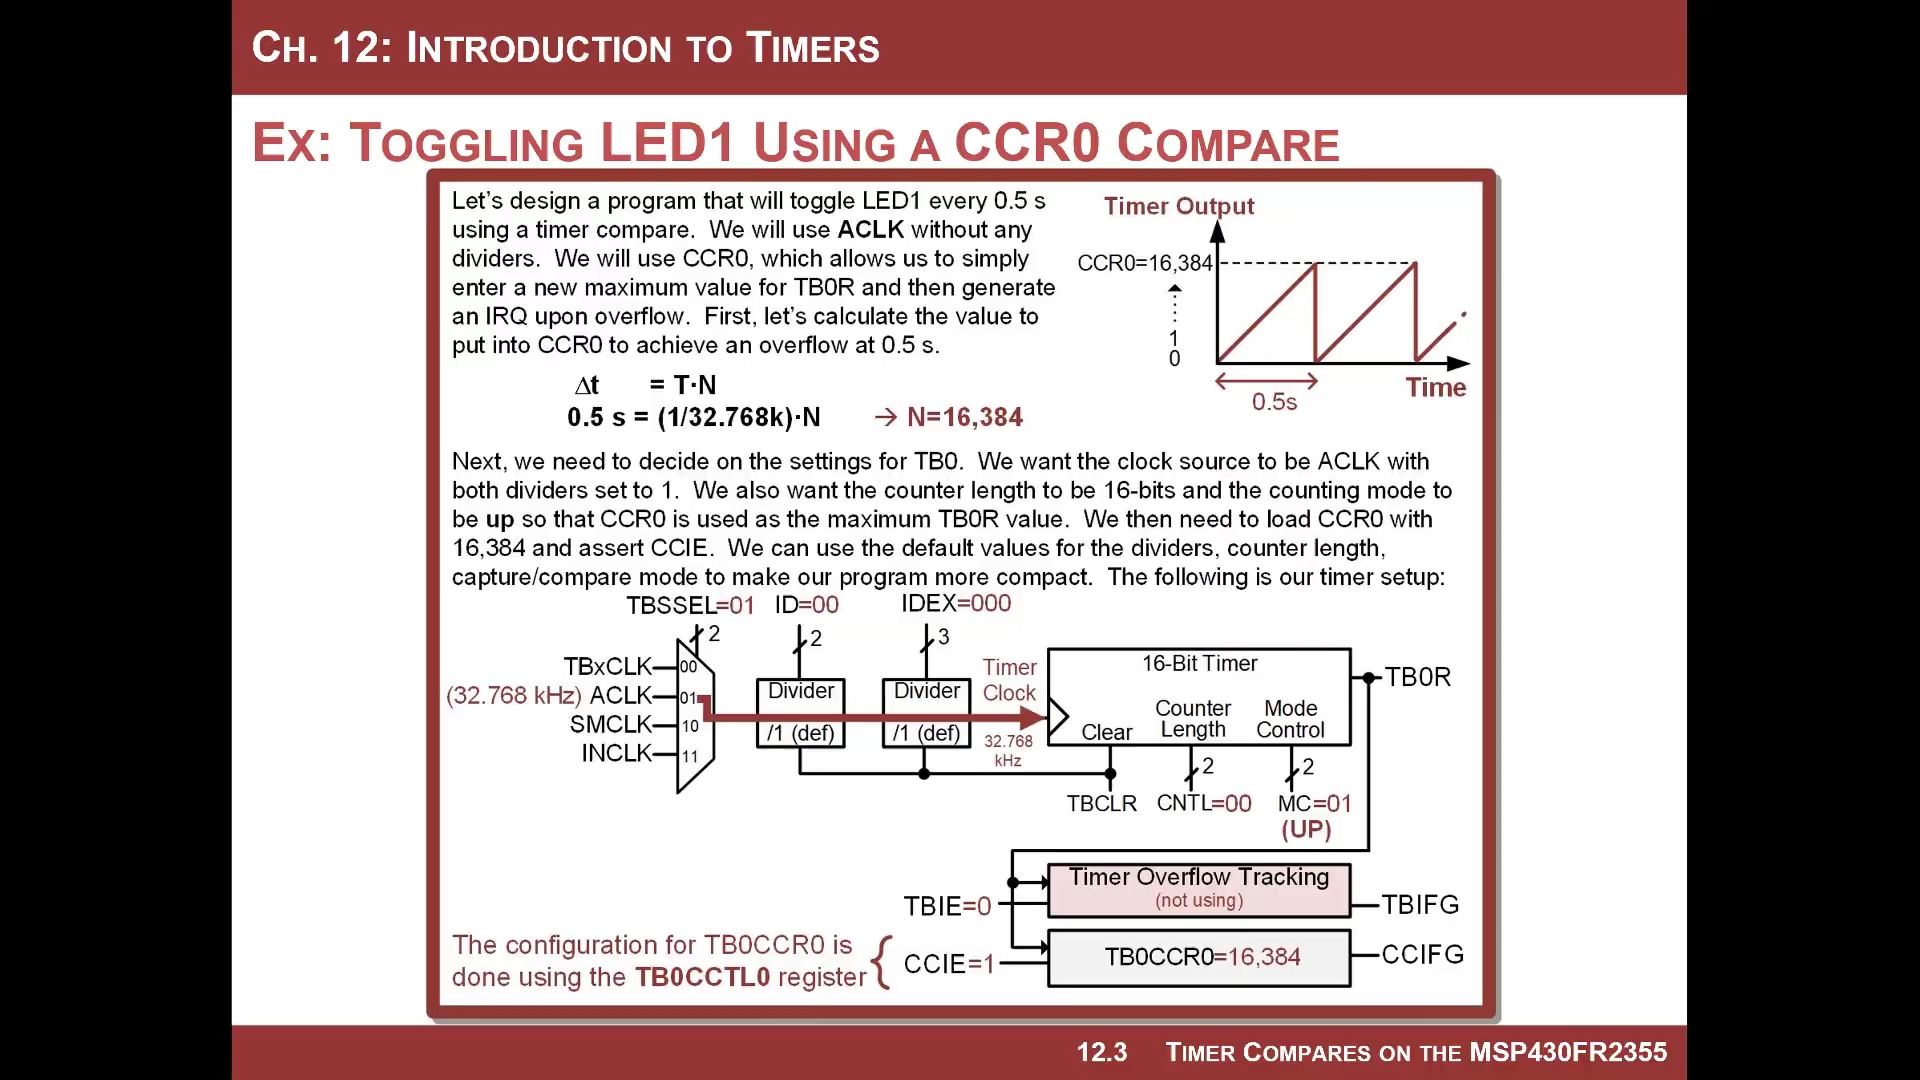 CH. 12: INTRODUCTION TO TIMERS
EX: TOGGLING LED1 USING A CCR0 COMPARE
Let's design a program that will toggle LED1 every 0.5 s
using a timer compare. We will use ACLK without any
dividers. We will use CCR0, which allows us to simply
enter a new maximum value for TB0R and then generate
an IRQ upon overflow. First, let's calculate the value to
put into CCR0 to achieve an overflow at 0.5 s.
Timer Output
CCR0=16,384
1
0
Time
0.5s
Δt = T·N
0.5 s = (1/32.768k)·N → N=16,384
Next, we need to decide on the settings for TB0. We want the clock source to be ACLK with
both dividers set to 1. We also want the counter length to be 16-bits and the counting mode to
be up so that CCR0 is used as the maximum TB0R value. We then need to load CCR0 with
16,384 and assert CCIE. We can use the default values for the dividers, counter length,
capture/compare mode to make our program more compact. The following is our timer setup:
TBSSEL=01 ID=00 IDEX=000
2 2 3
TBxCLK 00
(32.768 kHz) ACLK 01
SMCLK 10
INCLK 11
Divider
/1 (def)
Divider
/1 (def)
Timer
Clock
32.768
kHz
16-Bit Timer
Clear
Counter
Length
Mode
Control
TB0R
2 2
TBCLR CNTL=00 MC=01
(UP)
Timer Overflow Tracking
(not using)
TBIE=0
TBIFG
The configuration for TB0CCR0 is
done using the TB0CCTL0 register
CCIE=1
TB0CCR0=16,384
CCIFG
12.3 TIMER COMPARES ON THE MSP430FR2355